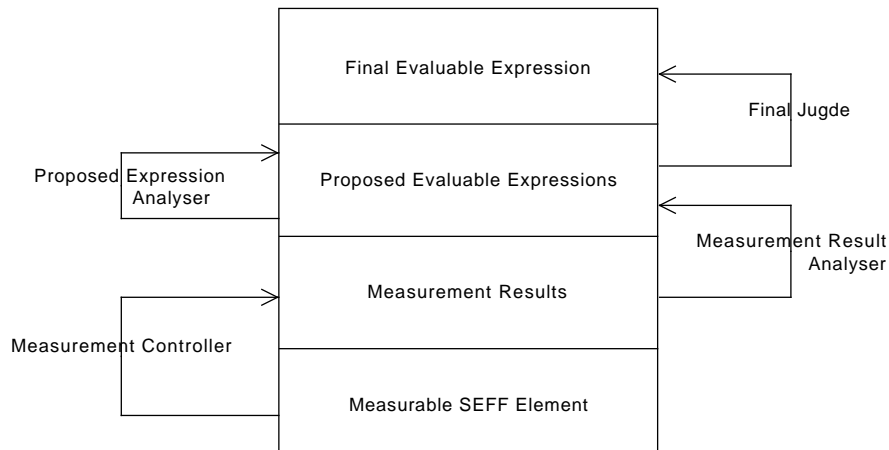 Final Evaluable Expression
Final Jugde
Proposed Expression
Analyser
Proposed Evaluable Expressions
Measurement Result
Analyser
Measurement Results
Measurement Controller
Measurable SEFF Element